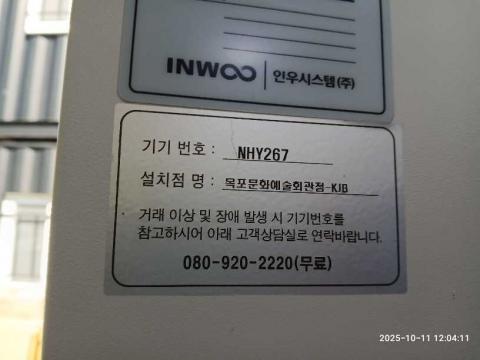 INWOO | 인우시스템(주)
기기 번호 : NHY267
설치점 명 : 목포문화예술회관점-KJB
거래 이상 및 장애 발생 시 기기번호를
참고하시어 아래 고객상담실로 연락바랍니다.
080-920-2220(무료)
2025-10-11 12:04:11